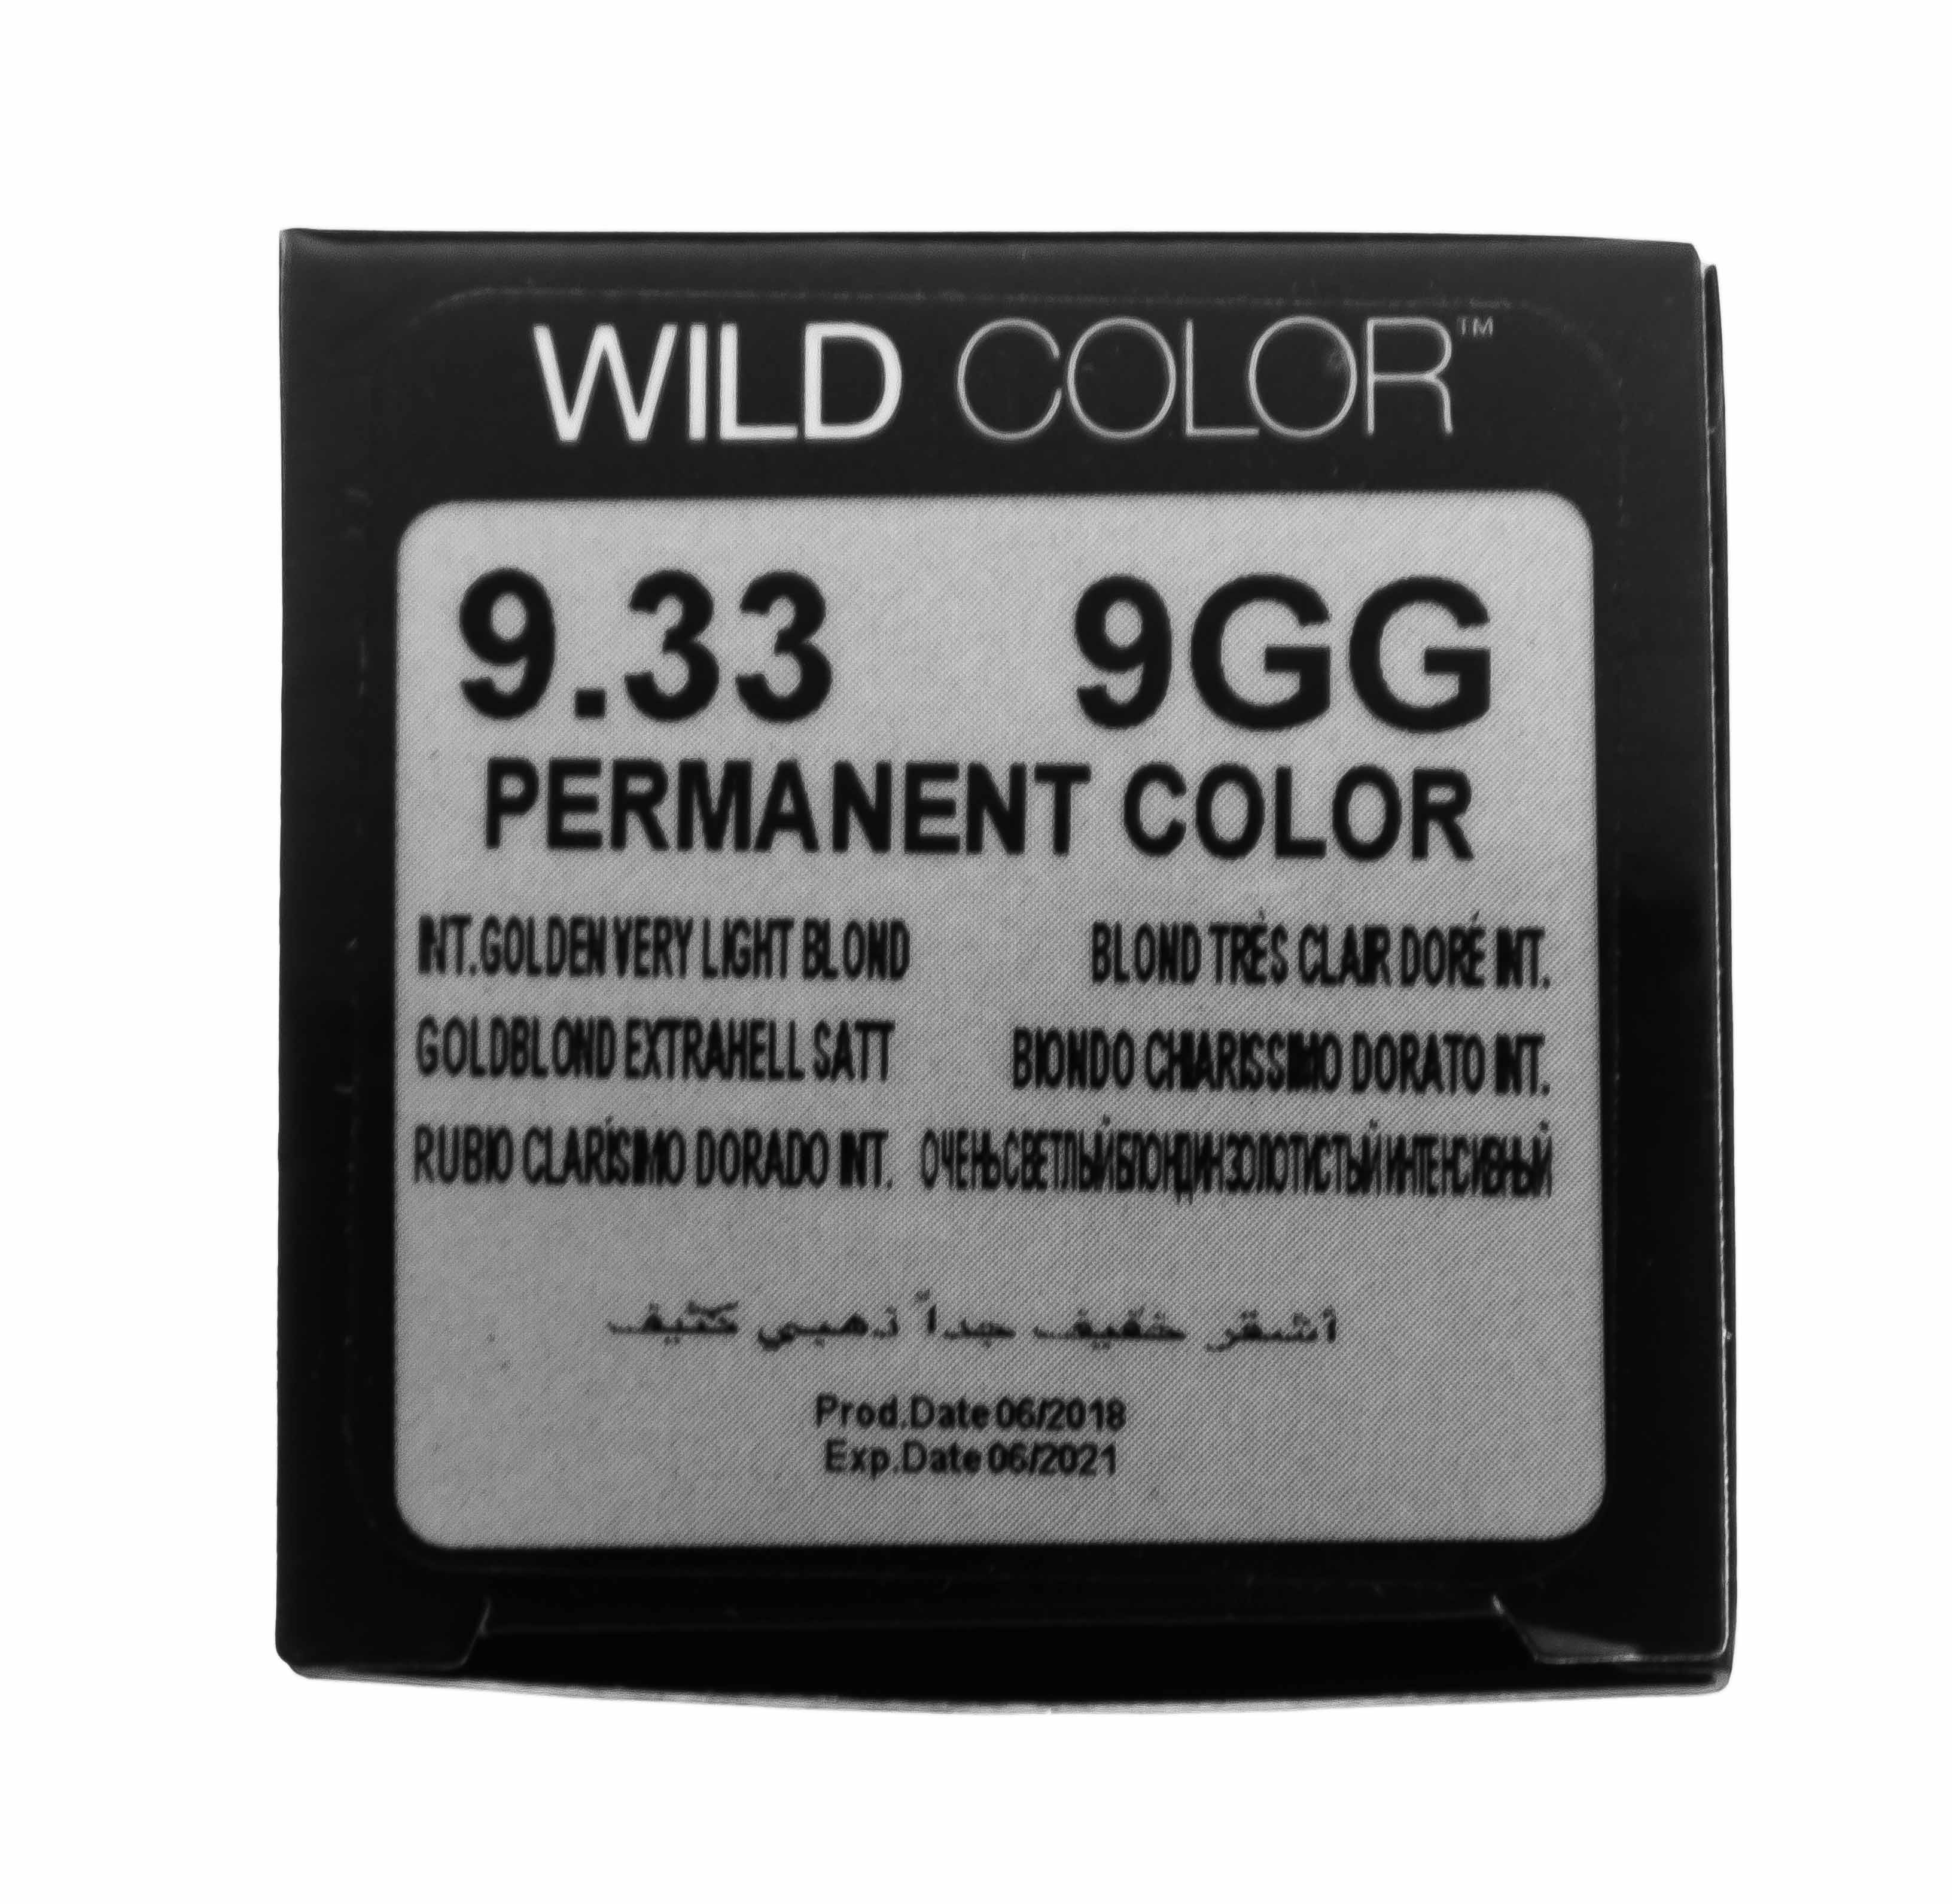 WILD COLOR™
9.33 9GG
PERMANENT COLOR
INT.GOLDEN VERY LIGHT BLOND BLOND TRÈS CLAIR DORÉ INT.
GOLDBLOND EXTRAHELL SATT BIONDO CHIARISSIMO DORATO INT.
RUBIO CLARÍSIMO DORADO INT. ОЧЕНЬ СВЕТЛЫЙ БЛОНДИН ЗОЛОТИСТЫЙ ИНТЕНСИВНЫЙ
أشقر خفيف جداً ذهبي كثيف
Prod.Date 06/2018
Exp.Date 06/2021